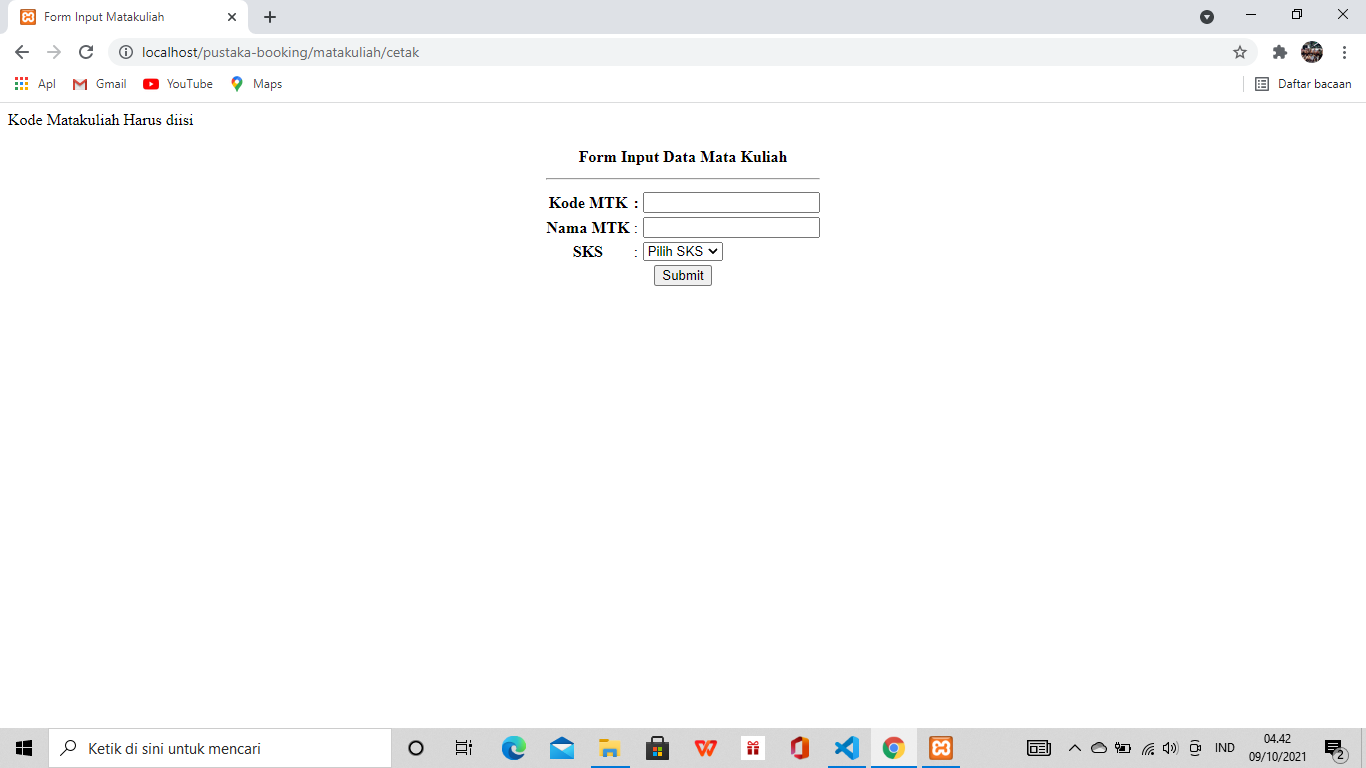 Form Input Matakuliah
localhost/pustaka-booking/matakuliah/cetak
Apl Gmail YouTube Maps Daftar bacaan
Kode Matakuliah Harus diisi
Form Input Data Mata Kuliah
Kode MTK :
Nama MTK :
SKS : Pilih SKS
Submit
Ketik di sini untuk mencari
IND
04.42
09/10/2021
2